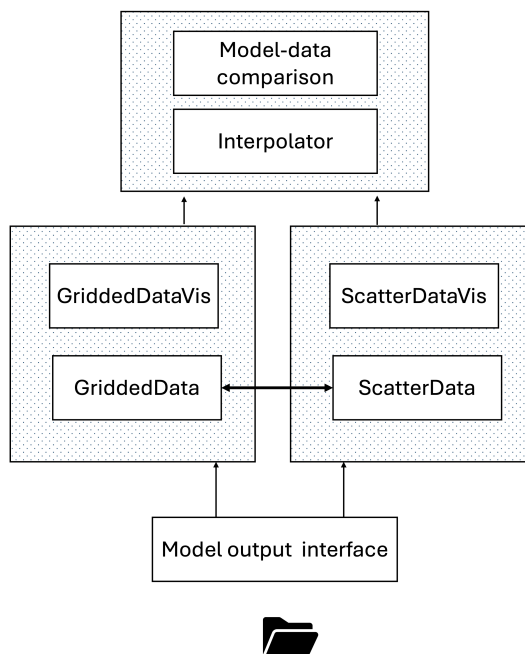 Model-data
comparison
Interpolator
GriddedDataVis
ScatterDataVis
GriddedData
ScatterData
Model output interface